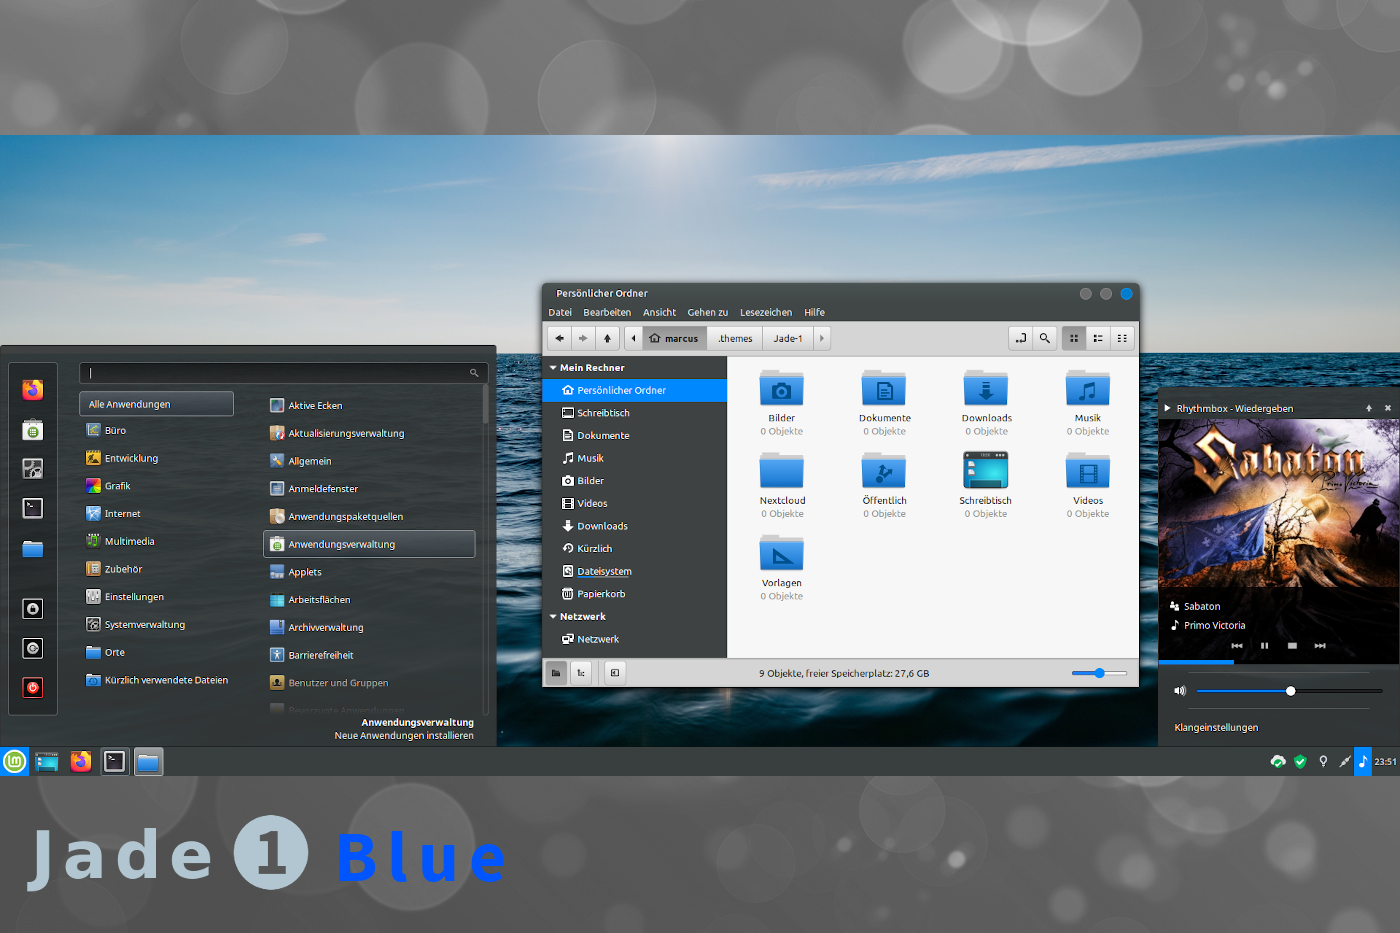 Persönlicher Ordner
Datei Bearbeiten Ansicht Gehen zu Lesezeichen Hilfe
marcus .themes Jade-1
Mein Rechner
Persönlicher Ordner
Schreibtisch
Dokumente
Musik
Bilder
Videos
Downloads
Kürzlich
Dateisystem
Papierkorb
Netzwerk
Netzwerk
Bilder Dokumente Downloads Musik
0 Objekte 0 Objekte 0 Objekte 0 Objekte
Nextcloud Öffentlich Schreibtisch Videos
0 Objekte 0 Objekte 0 Objekte 0 Objekte
Vorlagen
0 Objekte
9 Objekte, freier Speicherplatz: 27,6 GB
Alle Anwendungen
Büro
Entwicklung
Grafik
Internet
Multimedia
Zubehör
Einstellungen
Systemverwaltung
Orte
Kürzlich verwendete Dateien
Aktive Ecken
Aktualisierungsverwaltung
Allgemein
Anmeldefenster
Anwendungspaketquellen
Anwendungsverwaltung
Applets
Arbeitsflächen
Archivverwaltung
Barrierefreiheit
Benutzer und Gruppen
Bevorzugte Anwendungen
Anwendungsverwaltung
Neue Anwendungen installieren
Rhythmbox - Wiedergeben
Sabaton
Primo Victoria
Sabaton
Primo Victoria
Klangeinstellungen
23:51
Jade 1 Blue